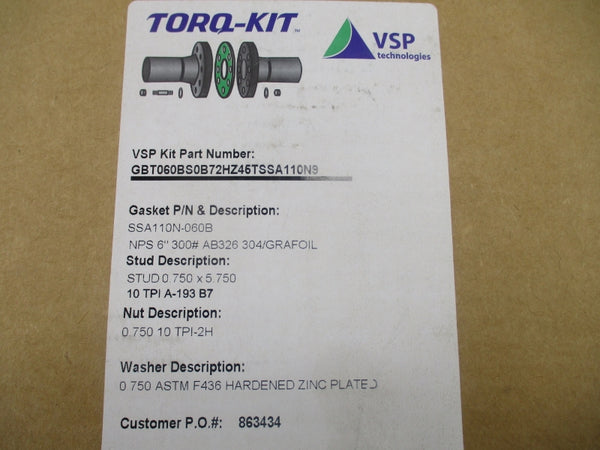 TORQ-KIT™
VSP
technologies
VSP Kit Part Number:
GBT060BS0B72HZ46TSSA110N9
Gasket P/N & Description:
SSA110N-060B
NPS 6" 300# AB326 304/GRAFOIL
Stud Description:
STUD 0.750 x 5.750
10 TPI A-193 B7
Nut Description:
0.750 10 TPI-2H
Washer Description:
0.750 ASTM F436 HARDENED ZINC PLATED
Customer P.O.#: 863434